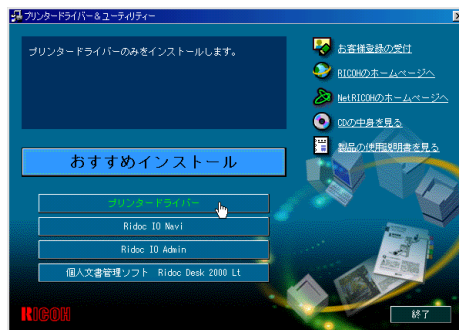 プリンタードライバー＆ユーティリティー
プリンタードライバーのみをインストールします。
お客様登録の受付
RICOHのホームページへ
NetRICOHのホームページへ
CDの中身を見る
製品の使用説明書を見る
おすすめインストール
プリンタードライバー
Ridoc IO Navi
Ridoc IO Admin
個人文書管理ソフト Ridoc Desk 2000 Lt
RICOH
終了